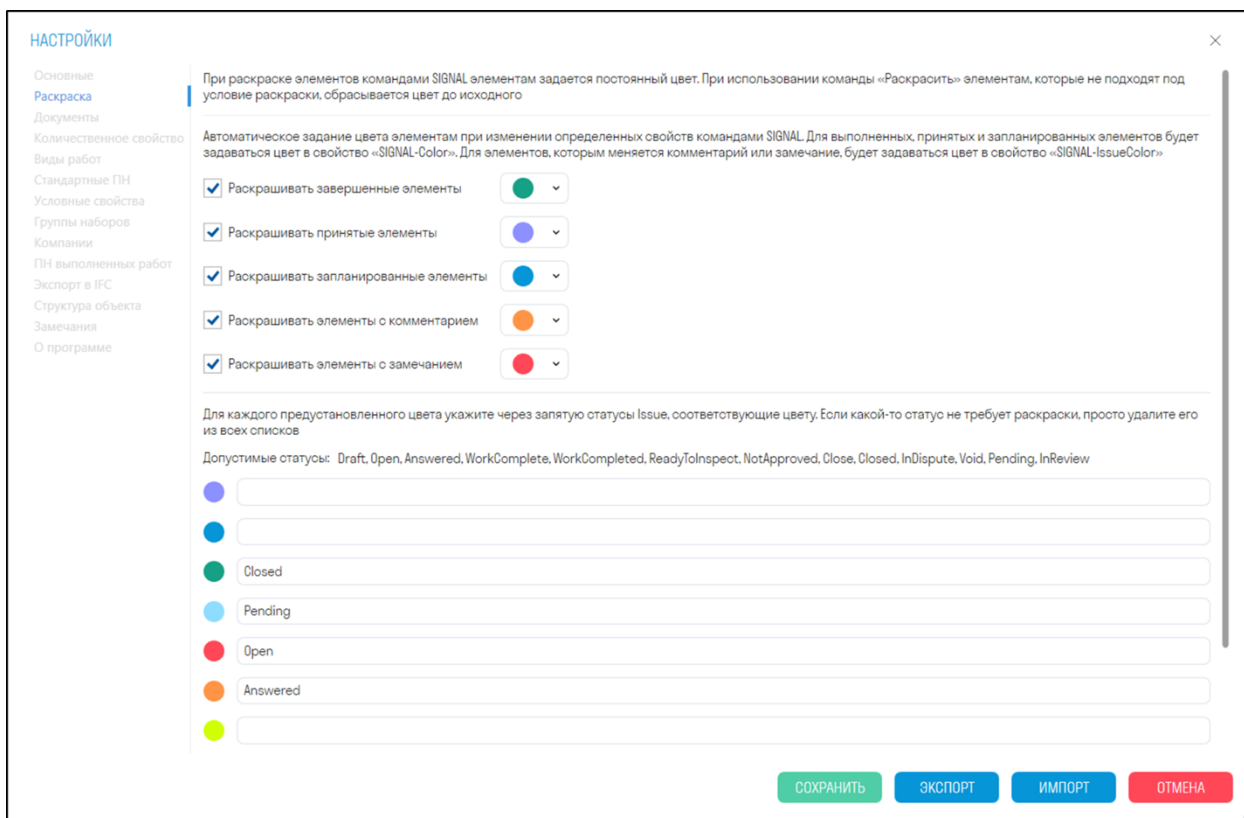 НАСТРОЙКИ
Основные
Раскраска
Документы
Количественное свойство
Виды работ
Стандартные ПН
Условные свойства
Группы наборов
Компании
ПН выполненных работ
Экспорт в IFC
Структура объекта
Замечания
О программе
При раскраске элементов командами SIGNAL элементам задается постоянный цвет. При использовании команды «Раскрасить» элементам, которые не подходят под
условие раскраски, сбрасывается цвет до исходного
Автоматическое задание цвета элементам при изменении определенных свойств командами SIGNAL. Для выполненных, принятых и запланированных элементов будет
задаваться цвет в свойство «SIGNAL-Color». Для элементов, которым меняется комментарий или замечание, будет задаваться цвет в свойство «SIGNAL-IssueColor»
Раскрашивать завершенные элементы
Раскрашивать принятые элементы
Раскрашивать запланированные элементы
Раскрашивать элементы с комментарием
Раскрашивать элементы с замечанием
Для каждого предустановленного цвета укажите через запятую статусы Issue, соответствующие цвету. Если какой-то статус не требует раскраски, просто удалите его
из всех списков
Допустимые статусы: Draft, Open, Answered, WorkComplete, WorkCompleted, ReadyToInspect, NotApproved, Close, Closed, InDispute, Void, Pending, InReview
Closed
Pending
Open
Answered
СОХРАНИТЬ
ЭКСПОРТ
ИМПОРТ
ОТМЕНА